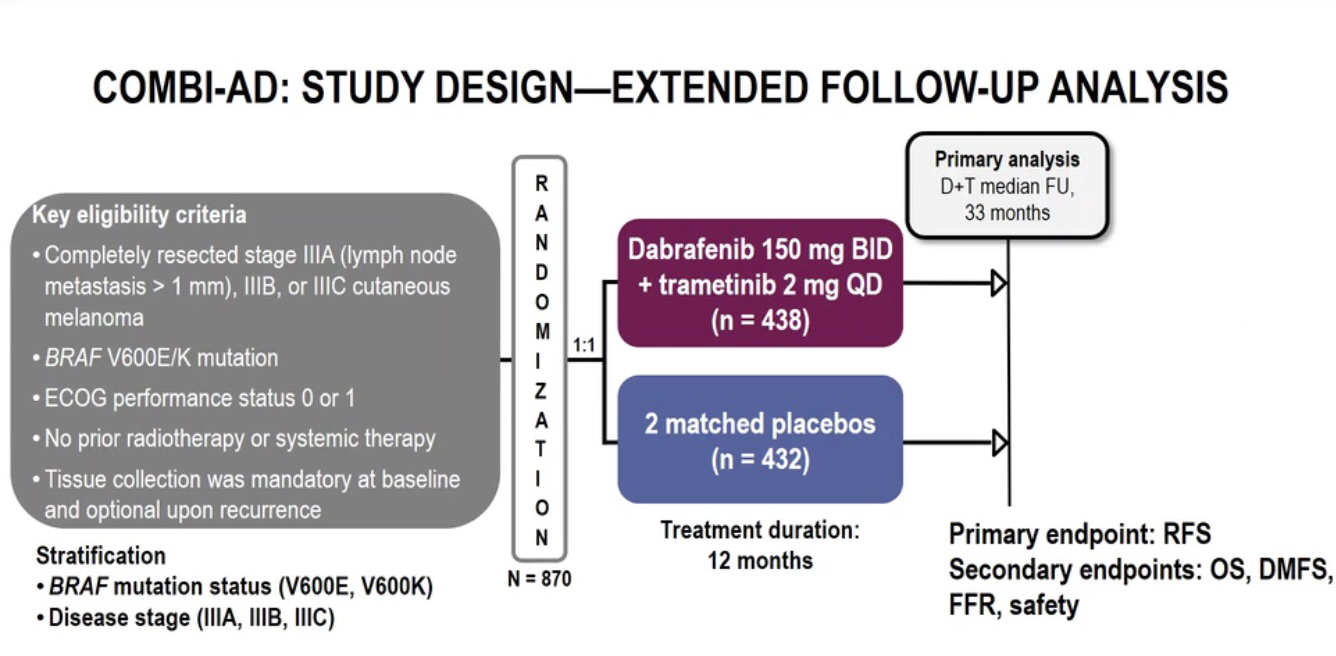 COMBI-AD: STUDY DESIGN—EXTENDED FOLLOW-UP ANALYSIS
Key eligibility criteria
• Completely resected stage IIIA (lymph node
metastasis > 1 mm), IIIB, or IIIC cutaneous
melanoma
• BRAF V600E/K mutation
• ECOG performance status 0 or 1
• No prior radiotherapy or systemic therapy
• Tissue collection was mandatory at baseline
and optional upon recurrence
Stratification
• BRAF mutation status (V600E, V600K)
• Disease stage (IIIA, IIIB, IIIC)
R
A
N
D
O
M
I
Z
A
T
I
O
N
N = 870
1:1
Dabrafenib 150 mg BID
+ trametinib 2 mg QD
(n = 438)
2 matched placebos
(n = 432)
Treatment duration:
12 months
Primary analysis
D+T median FU,
33 months
Primary endpoint: RFS
Secondary endpoints: OS, DMFS,
FFR, safety